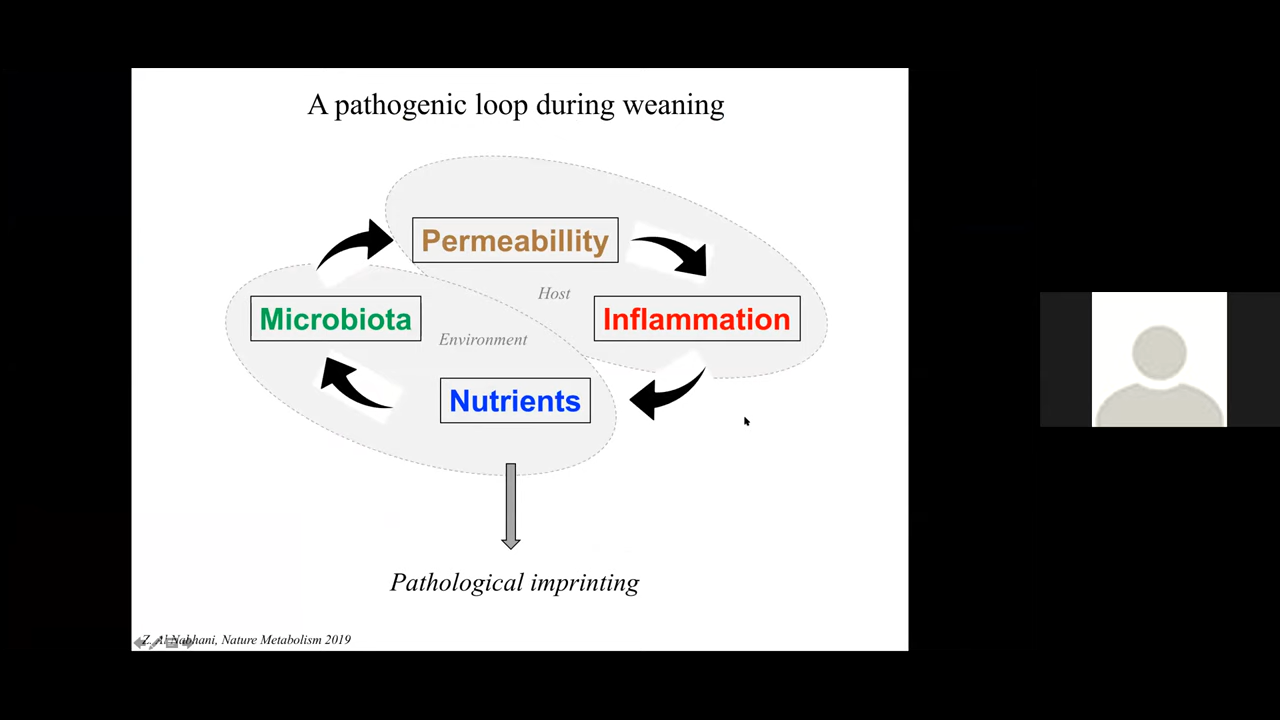 A pathogenic loop during weaning
Permeabillity
Host
Microbiota
Inflammation
Environment
Nutrients
Pathological imprinting
Z. Al Nabhani, Nature Metabolism 2019